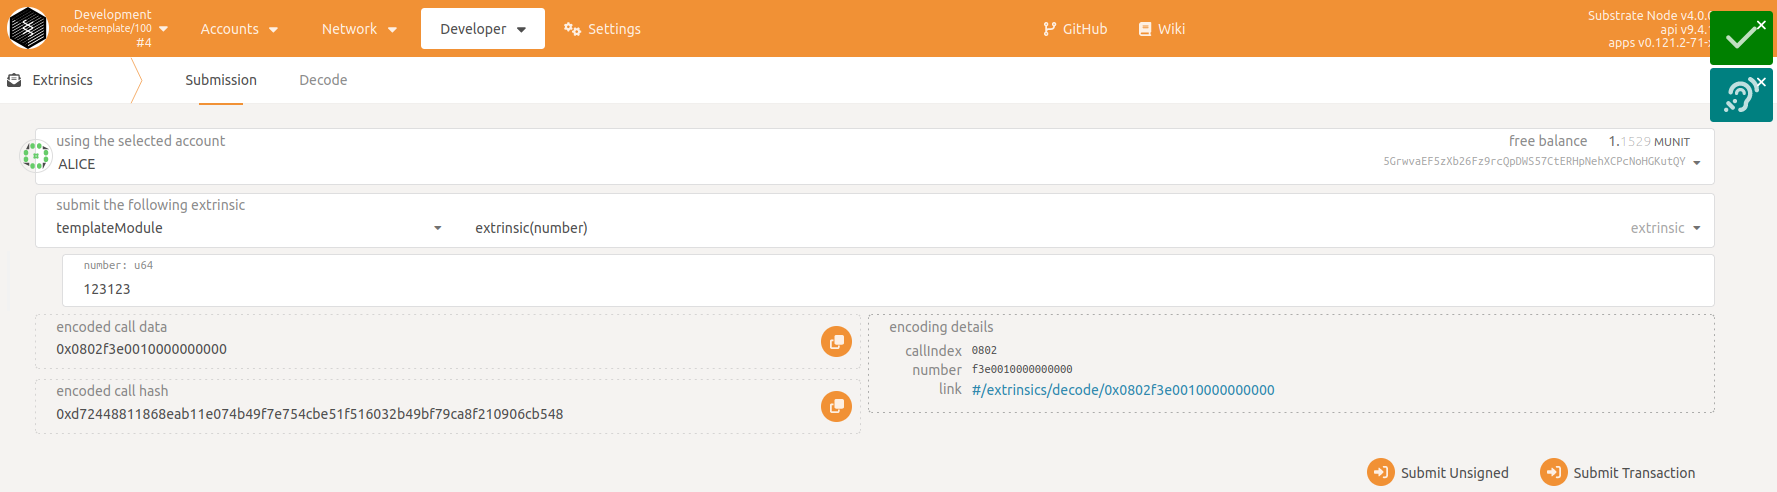 Development
node-template/100
#4
Accounts
Network
Developer
Settings
GitHub
Wiki
Substrate Node v4.0.
api v9.4.
apps v0.121.2-71-
Extrinsics
Submission
Decode
using the selected account
ALICE
free balance 1.1529 MUNIT
5GrwvaEF5zXb26Fz9rcQpDWS57CtERHpNehXCPcNoHGKutQY
submit the following extrinsic
templateModule
extrinsic(number)
extrinsic
number: u64
123123
encoded call data
0x0802f3e0010000000000
encoded call hash
0xd72448811868eab11e074b49f7e754cbe51f516032b49bf79ca8f210906cb548
encoding details
callIndex 0802
number f3e0010000000000
link #/extrinsics/decode/0x0802f3e0010000000000
Submit Unsigned
Submit Transaction